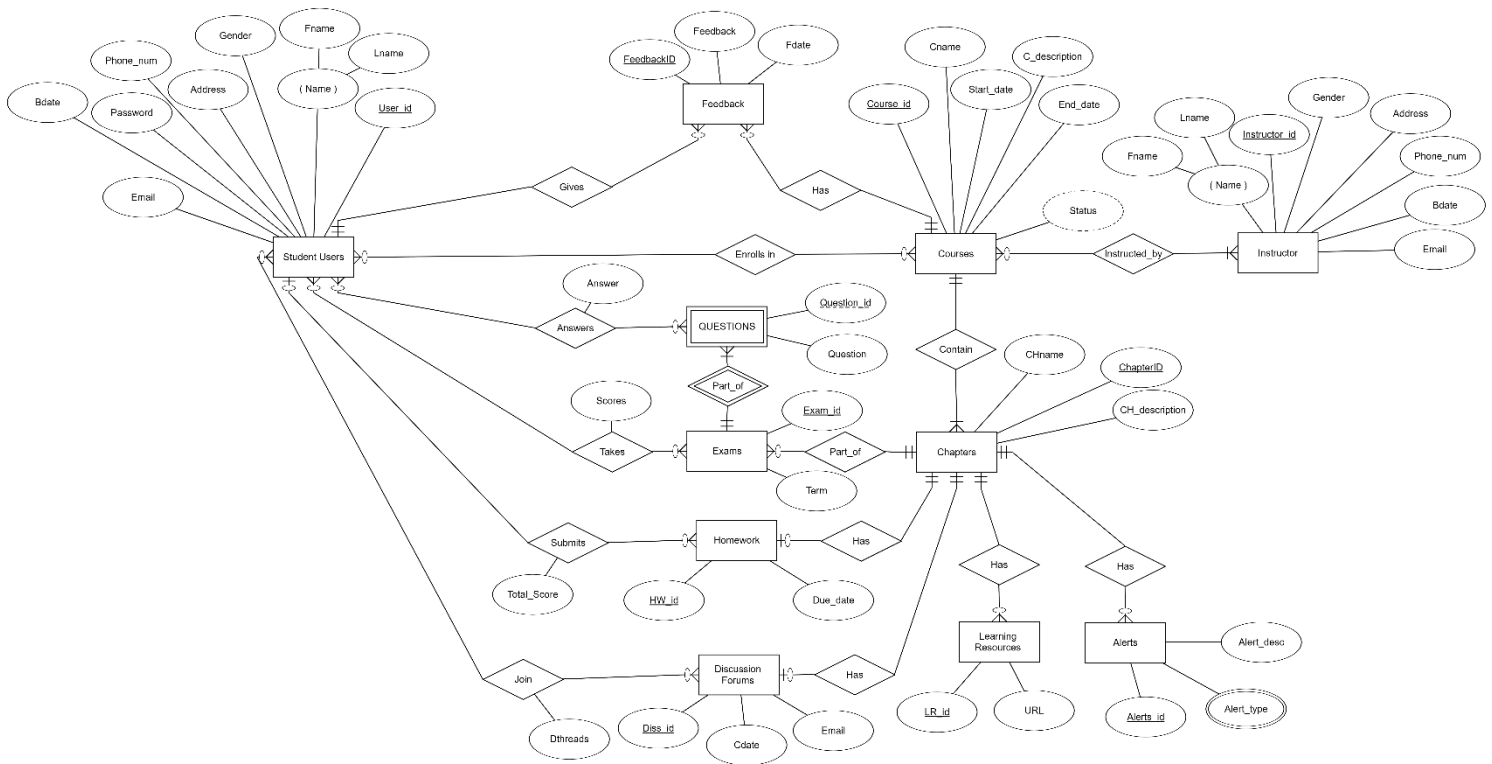 Fname
Feedback
Cname
Gender
Lname
Fdate
C_description
Phone_num
FeedbackID
Address
( Name )
Start_date
Gender
Bdate
Password
User_id
Feedback
Course_id
End_date
Lname
Instructor_id
Address
Fname
( Name )
Phone_num
Email
Gives
Has
Status
Bdate
Student Users
Enrolls in
Courses
Instructed_by
Instructor
Email
Answer
Answers
QUESTIONS
Question_id
Question
Contain
CHname
ChapterID
Part_of
CH_description
Scores
Exam_id
Takes
Exams
Part_of
Chapters
Term
Submits
Homework
Has
Total_Score
HW_id
Due_date
Has
Has
Learning
Resources
Alerts
Alert_desc
Join
Discussion
Forums
Has
LR_id
URL
Alerts_id
Alert_type
Dthreads
Diss_id
Cdate
Email